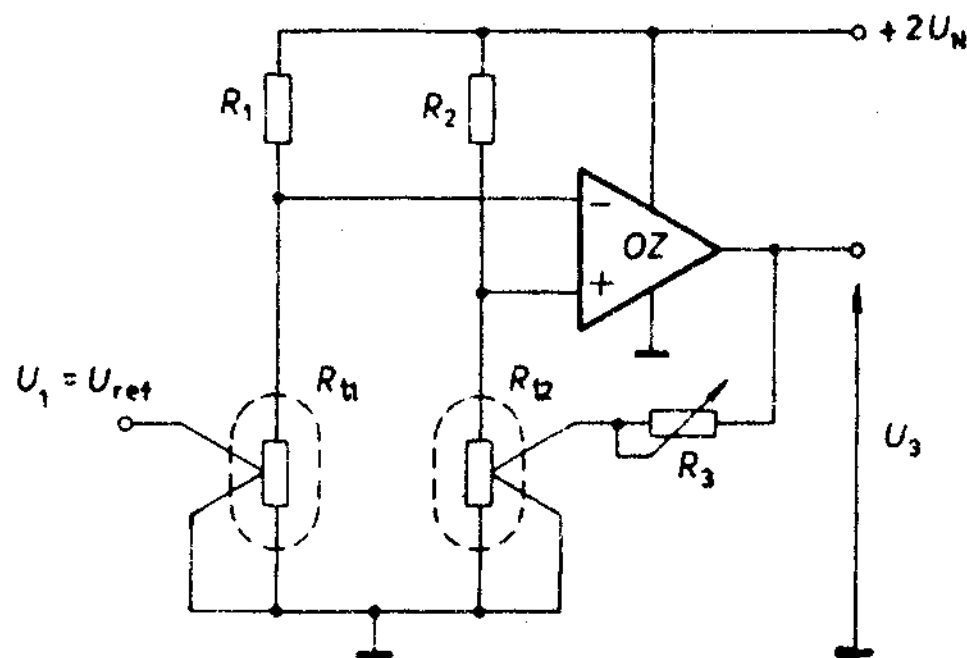 + 2U_N
R_1
R_2
−
OZ
+
U_1 = U_ref
R_t1
R_t2
R_3
U_3